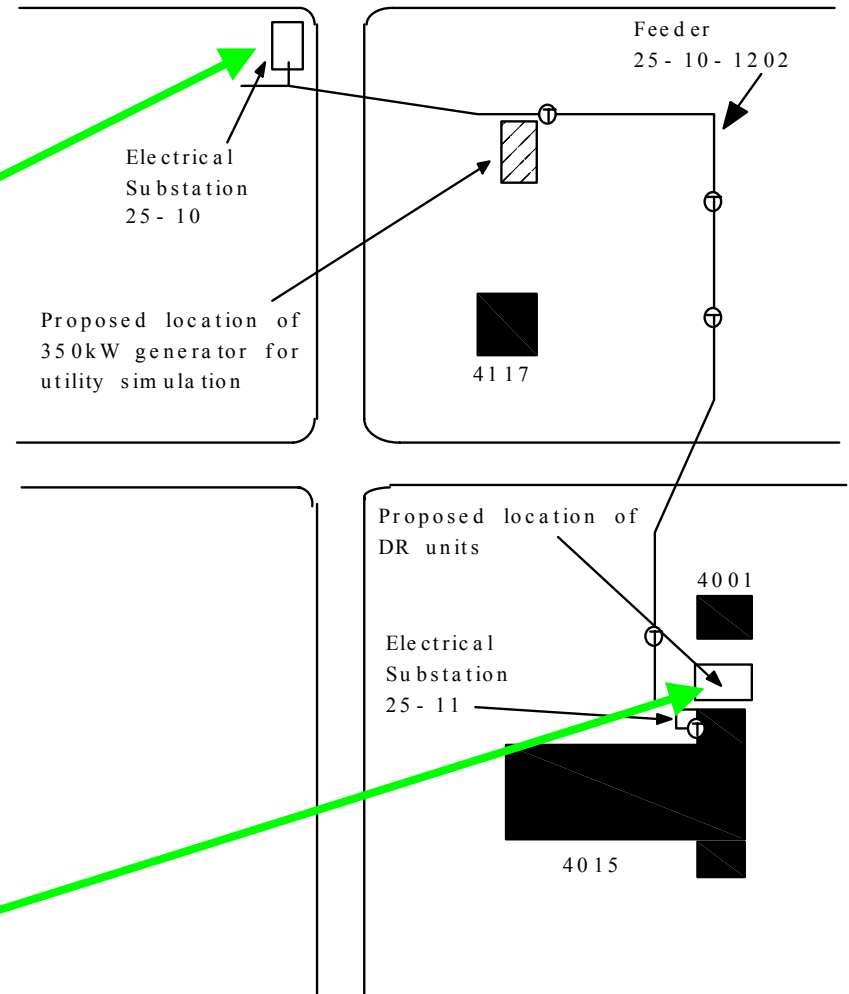 Feeder
25-10-1202
Electrical
Substation
25-10
Proposed location of
350kW generator for
utility simulation
4117
Proposed location of
DR units
4001
Electrical
Substation
25-11
4015
T
T
T
T
T